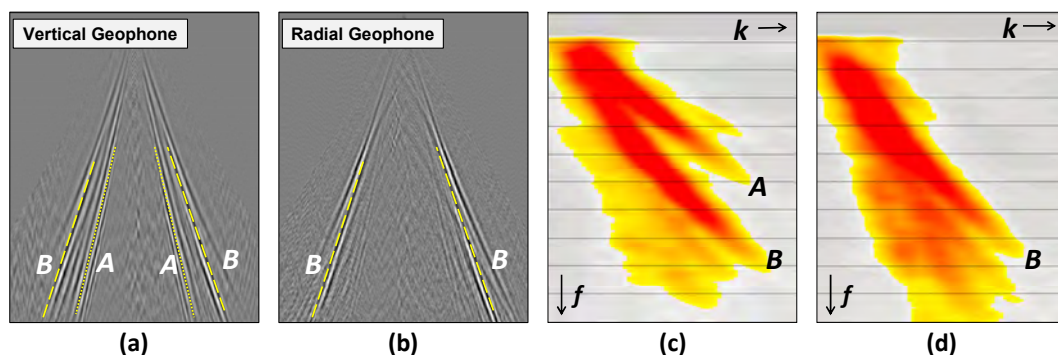 Vertical Geophone
B A A B
(a)
Radial Geophone
B B
(b)
k →
A
B
↓ f
(c)
k →
B
↓ f
(d)